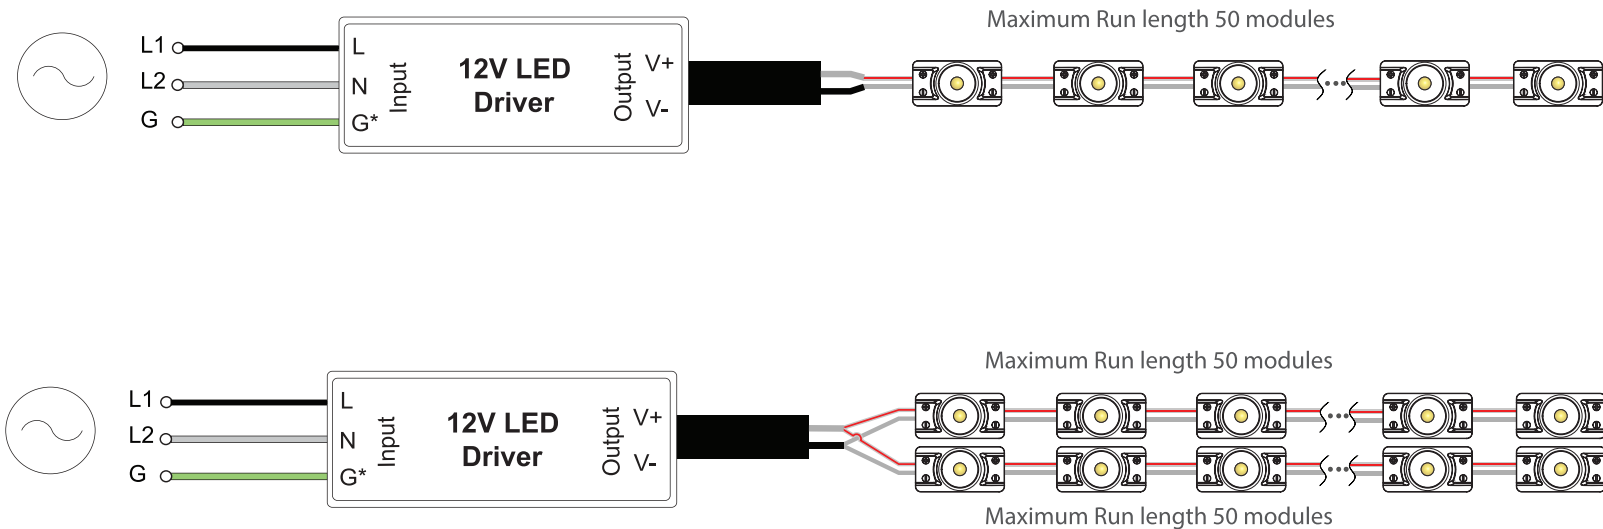 Maximum Run length 50 modules
L1 L
L2 N
G G*
Input
12V LED
Driver
Output
V+
V-
Maximum Run length 50 modules
L1 L
L2 N
G G*
Input
12V LED
Driver
Output
V+
V-
Maximum Run length 50 modules